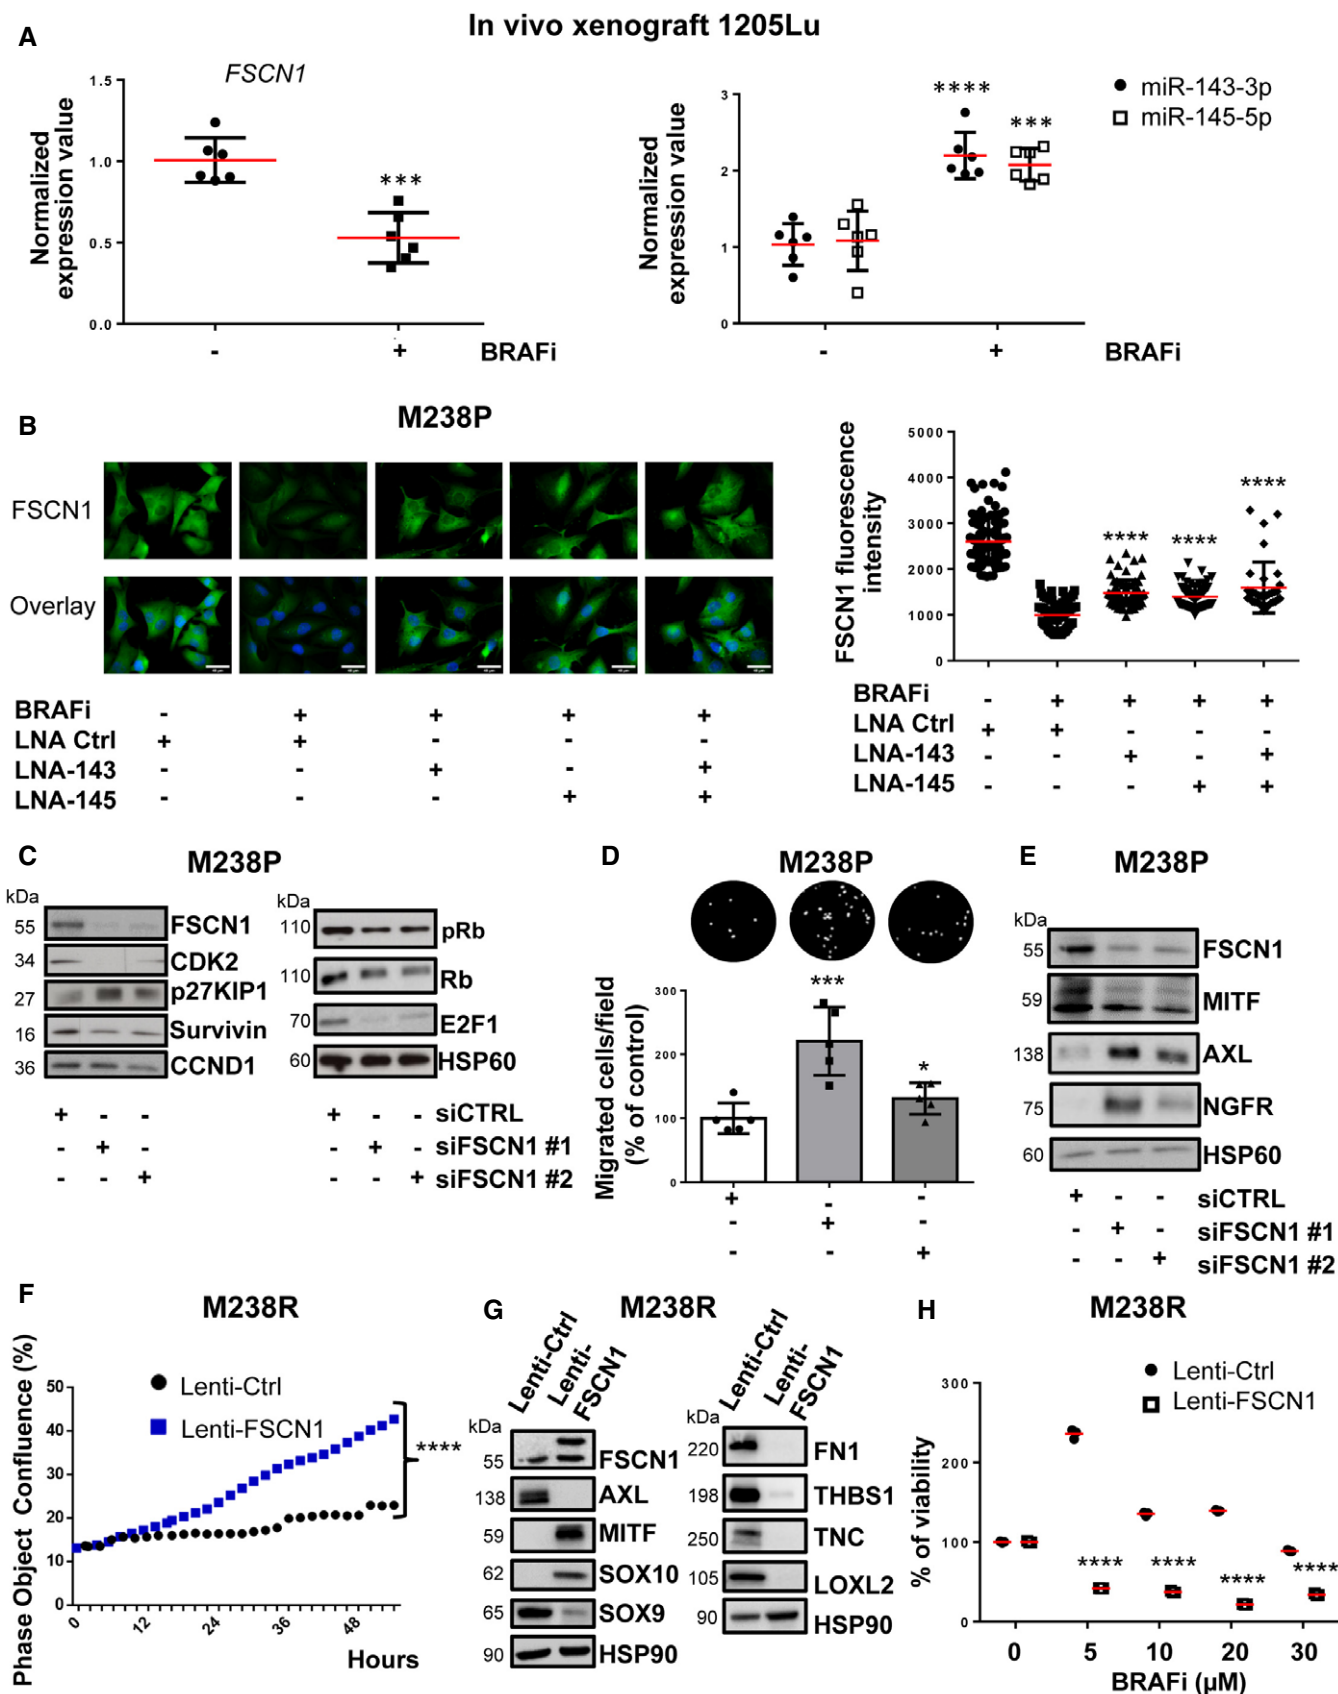 In vivo xenograft 1205Lu
A
FSCN1
Normalized
expression value
1.5
1.0
0.5
0.0
***
-
+
BRAFi
Normalized
expression value
3
2
1
0
****
***
miR-143-3p
miR-145-5p
-
+
BRAFi
B
M238P
FSCN1
Overlay
BRAFi - + + + +
LNA Ctrl + + - - -
LNA-143 - - + - +
LNA-145 - - - + +
FSCN1 fluorescence
intensity
5000
4000
3000
2000
1000
0
****
****
****
BRAFi - + + + +
LNA Ctrl + + - - -
LNA-143 - - + - +
LNA-145 - - - + +
C
M238P
kDa
55 FSCN1
34 CDK2
27 p27KIP1
16 Survivin
36 CCND1
kDa
110 pRb
110 Rb
70 E2F1
60 HSP60
+ - - + - - siCTRL
- + - - + - siFSCN1 #1
- - + - - + siFSCN1 #2
D
M238P
Migrated cells/field
(% of control)
300
200
100
0
***
*
+ - -
- + -
- - +
E
M238P
kDa
55 FSCN1
59 MITF
138 AXL
75 NGFR
60 HSP60
+ - - siCTRL
- + - siFSCN1 #1
- - + siFSCN1 #2
F
M238R
Phase Object Confluence (%)
50
40
30
20
10
0
Lenti-Ctrl
Lenti-FSCN1
****
12
24
36
48
Hours
G
M238R
Lenti-Ctrl
Lenti-
FSCN1
kDa
55 FSCN1
138 AXL
59 MITF
62 SOX10
65 SOX9
90 HSP90
Lenti-Ctrl
Lenti-
FSCN1
kDa
220 FN1
198 THBS1
250 TNC
105 LOXL2
90 HSP90
H
M238R
Lenti-Ctrl
Lenti-FSCN1
% of viability
300
200
100
0
****
****
****
****
0 5 10 20 30
BRAFi (µM)